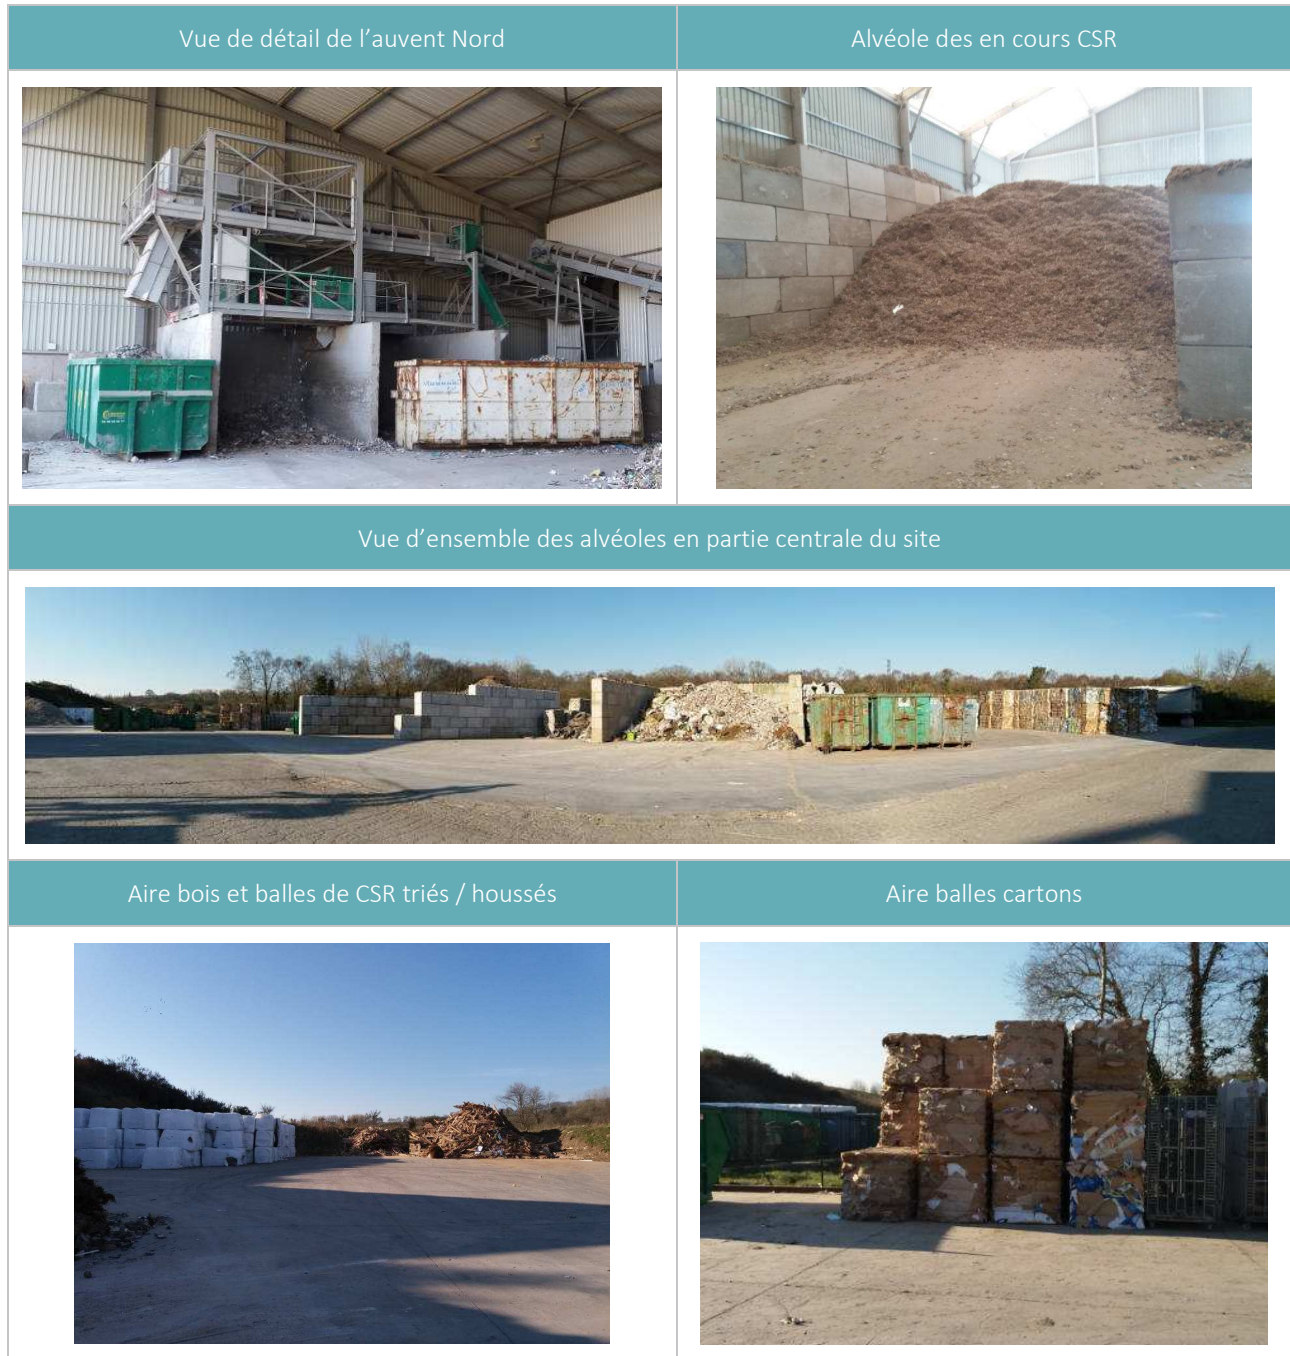 Vue de détail de l’auvent Nord
Alvéole des en cours CSR
Vue d’ensemble des alvéoles en partie centrale du site
Aire bois et balles de CSR triés / houssés
Aire balles cartons